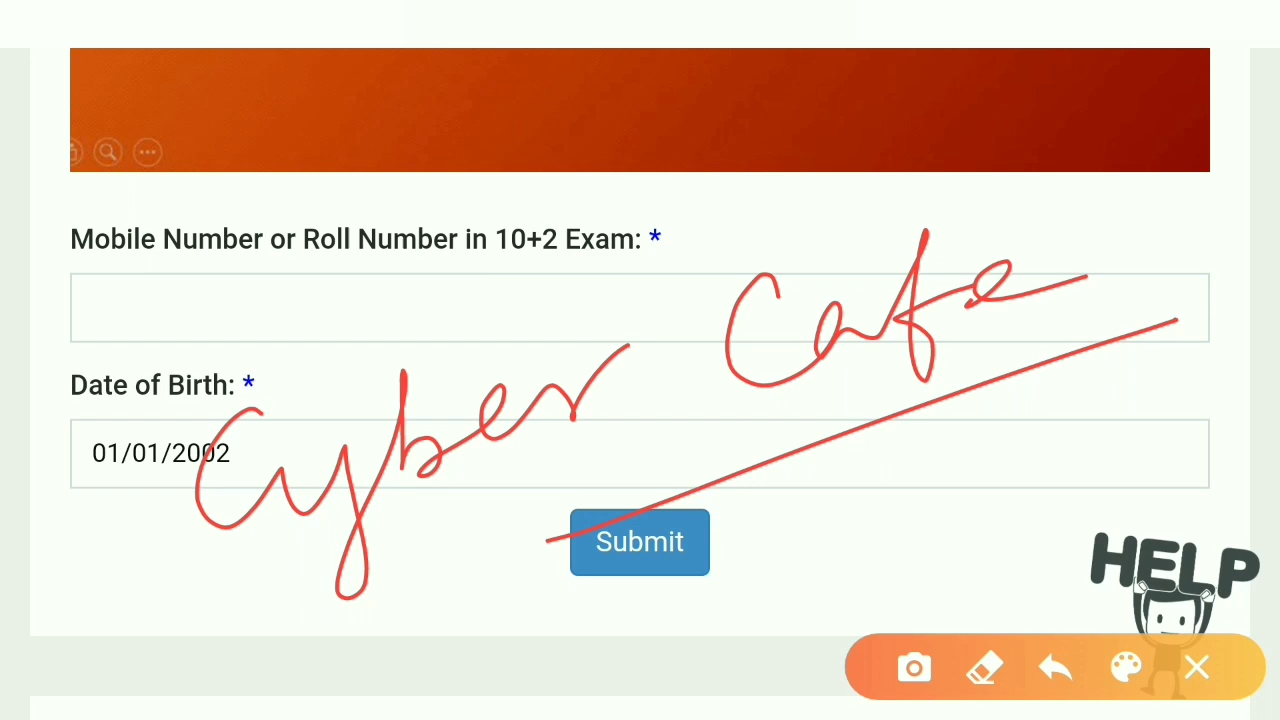 Mobile Number or Roll Number in 10+2 Exam: *
Cyber Cafe
Date of Birth: *
01/01/2002
Submit
HELP